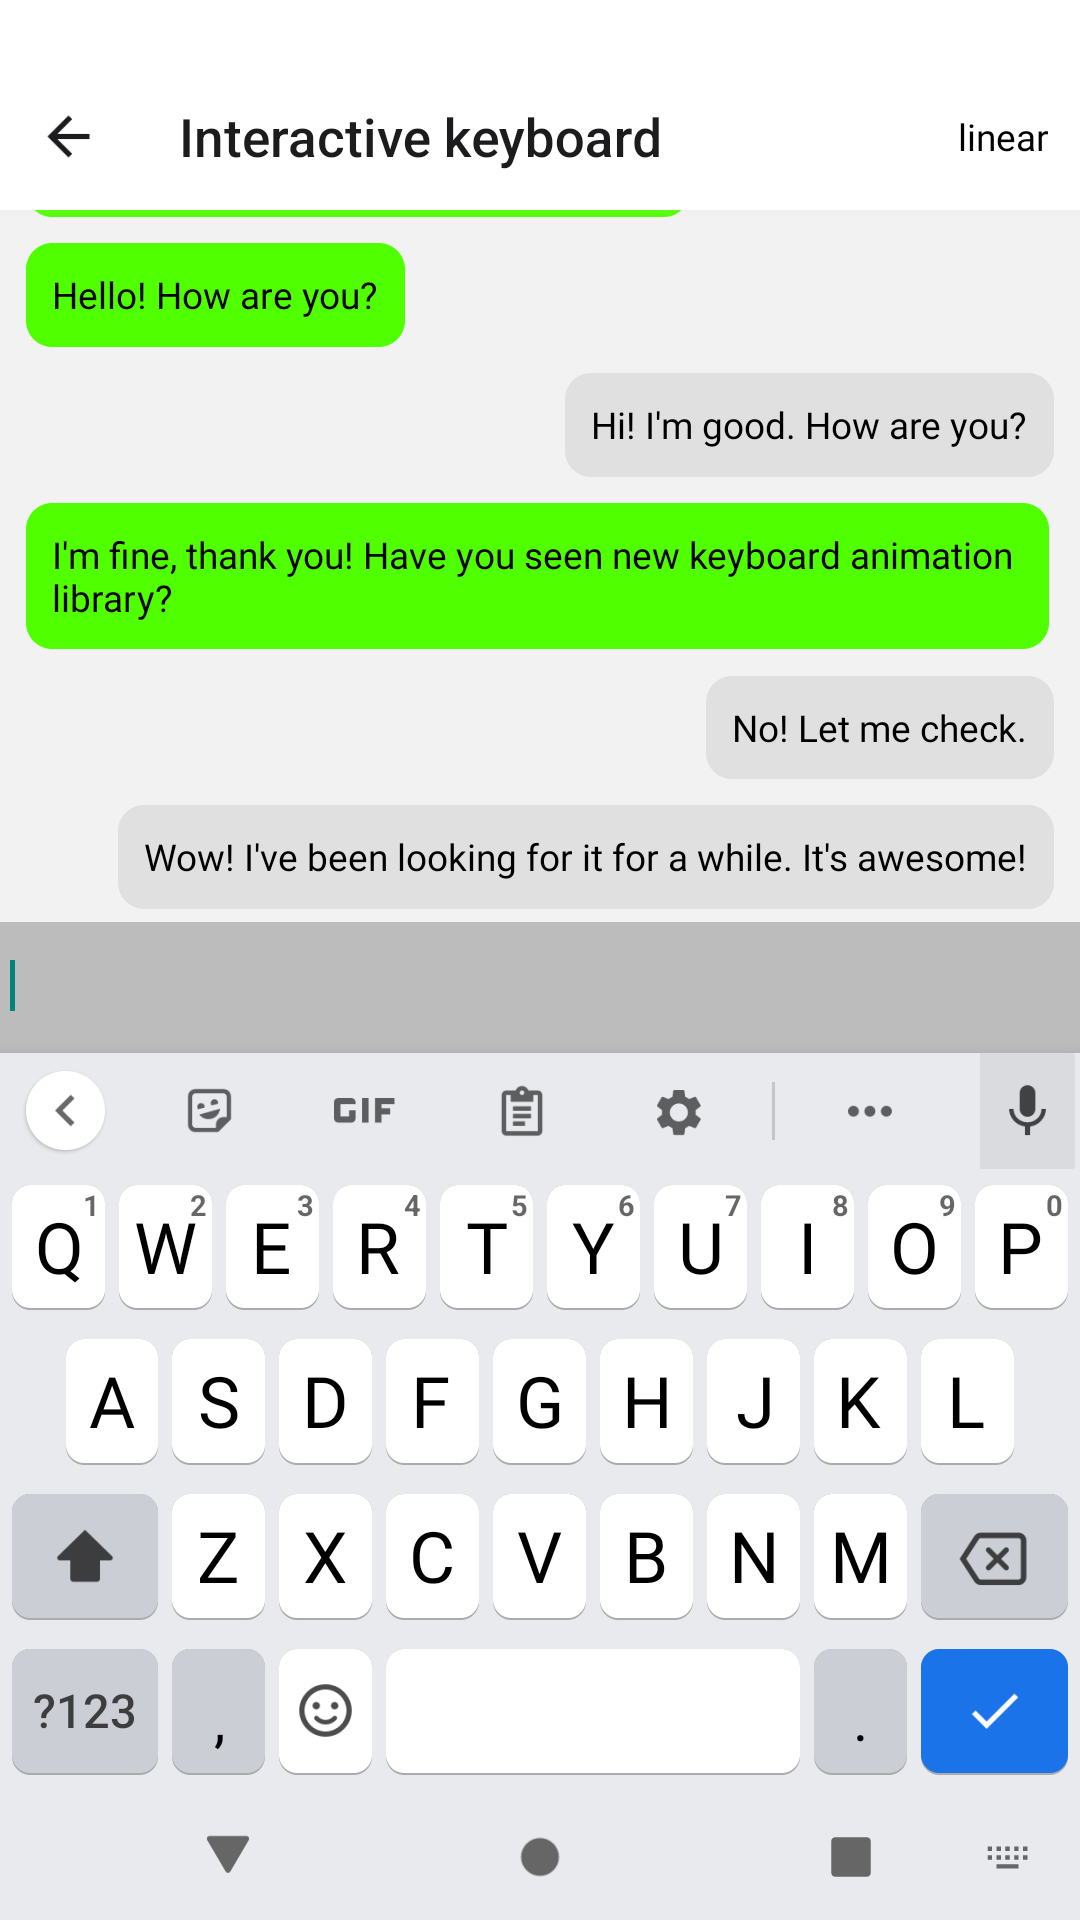 Interactive keyboard
linear
Hello! How are you?
Hi! I'm good. How are you?
I'm fine, thank you! Have you seen new keyboard animation
library?
No! Let me check.
Wow! I've been looking for it for a while. It's awesome!
GIF
Q 1 W 2 E 3 R 4 T 5 Y 6 U 7 I 8 O 9 P 0
A S D F G H J K L
Z X C V B N M
?123 , .